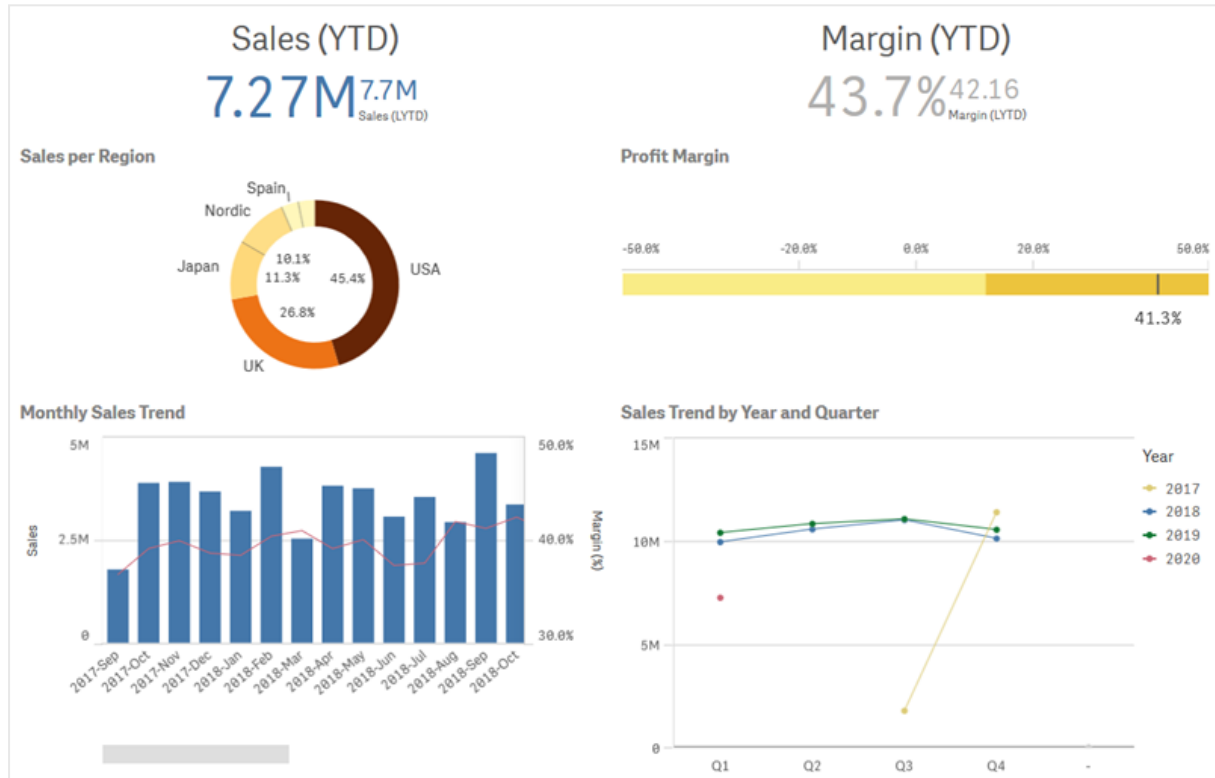 Sales (YTD)
7.27M 7.7M
Sales (LYTD)
Margin (YTD)
43.7% 42.16
Margin (LYTD)
Sales per Region
Spain
Nordic
Japan
USA
UK
10.1%
11.3%
45.4%
26.8%
Profit Margin
-50.0% -20.0% 0.0% 20.0% 50.0%
41.3%
Monthly Sales Trend
5M
2.5M
0
Sales
50.0%
40.0%
30.0%
Margin (%)
2017-Sep
2017-Oct
2017-Nov
2017-Dec
2018-Jan
2018-Feb
2018-Mar
2018-Apr
2018-May
2018-Jun
2018-Jul
2018-Aug
2018-Sep
2018-Oct
Sales Trend by Year and Quarter
15M
10M
5M
0
Q1 Q2 Q3 Q4 -
Year
2017
2018
2019
2020